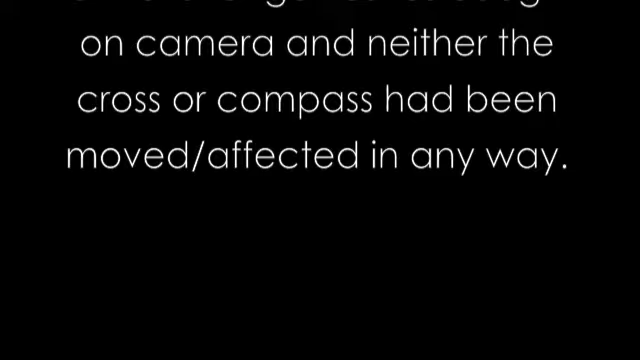 on camera and neither the
cross or compass had been
moved/affected in any way.